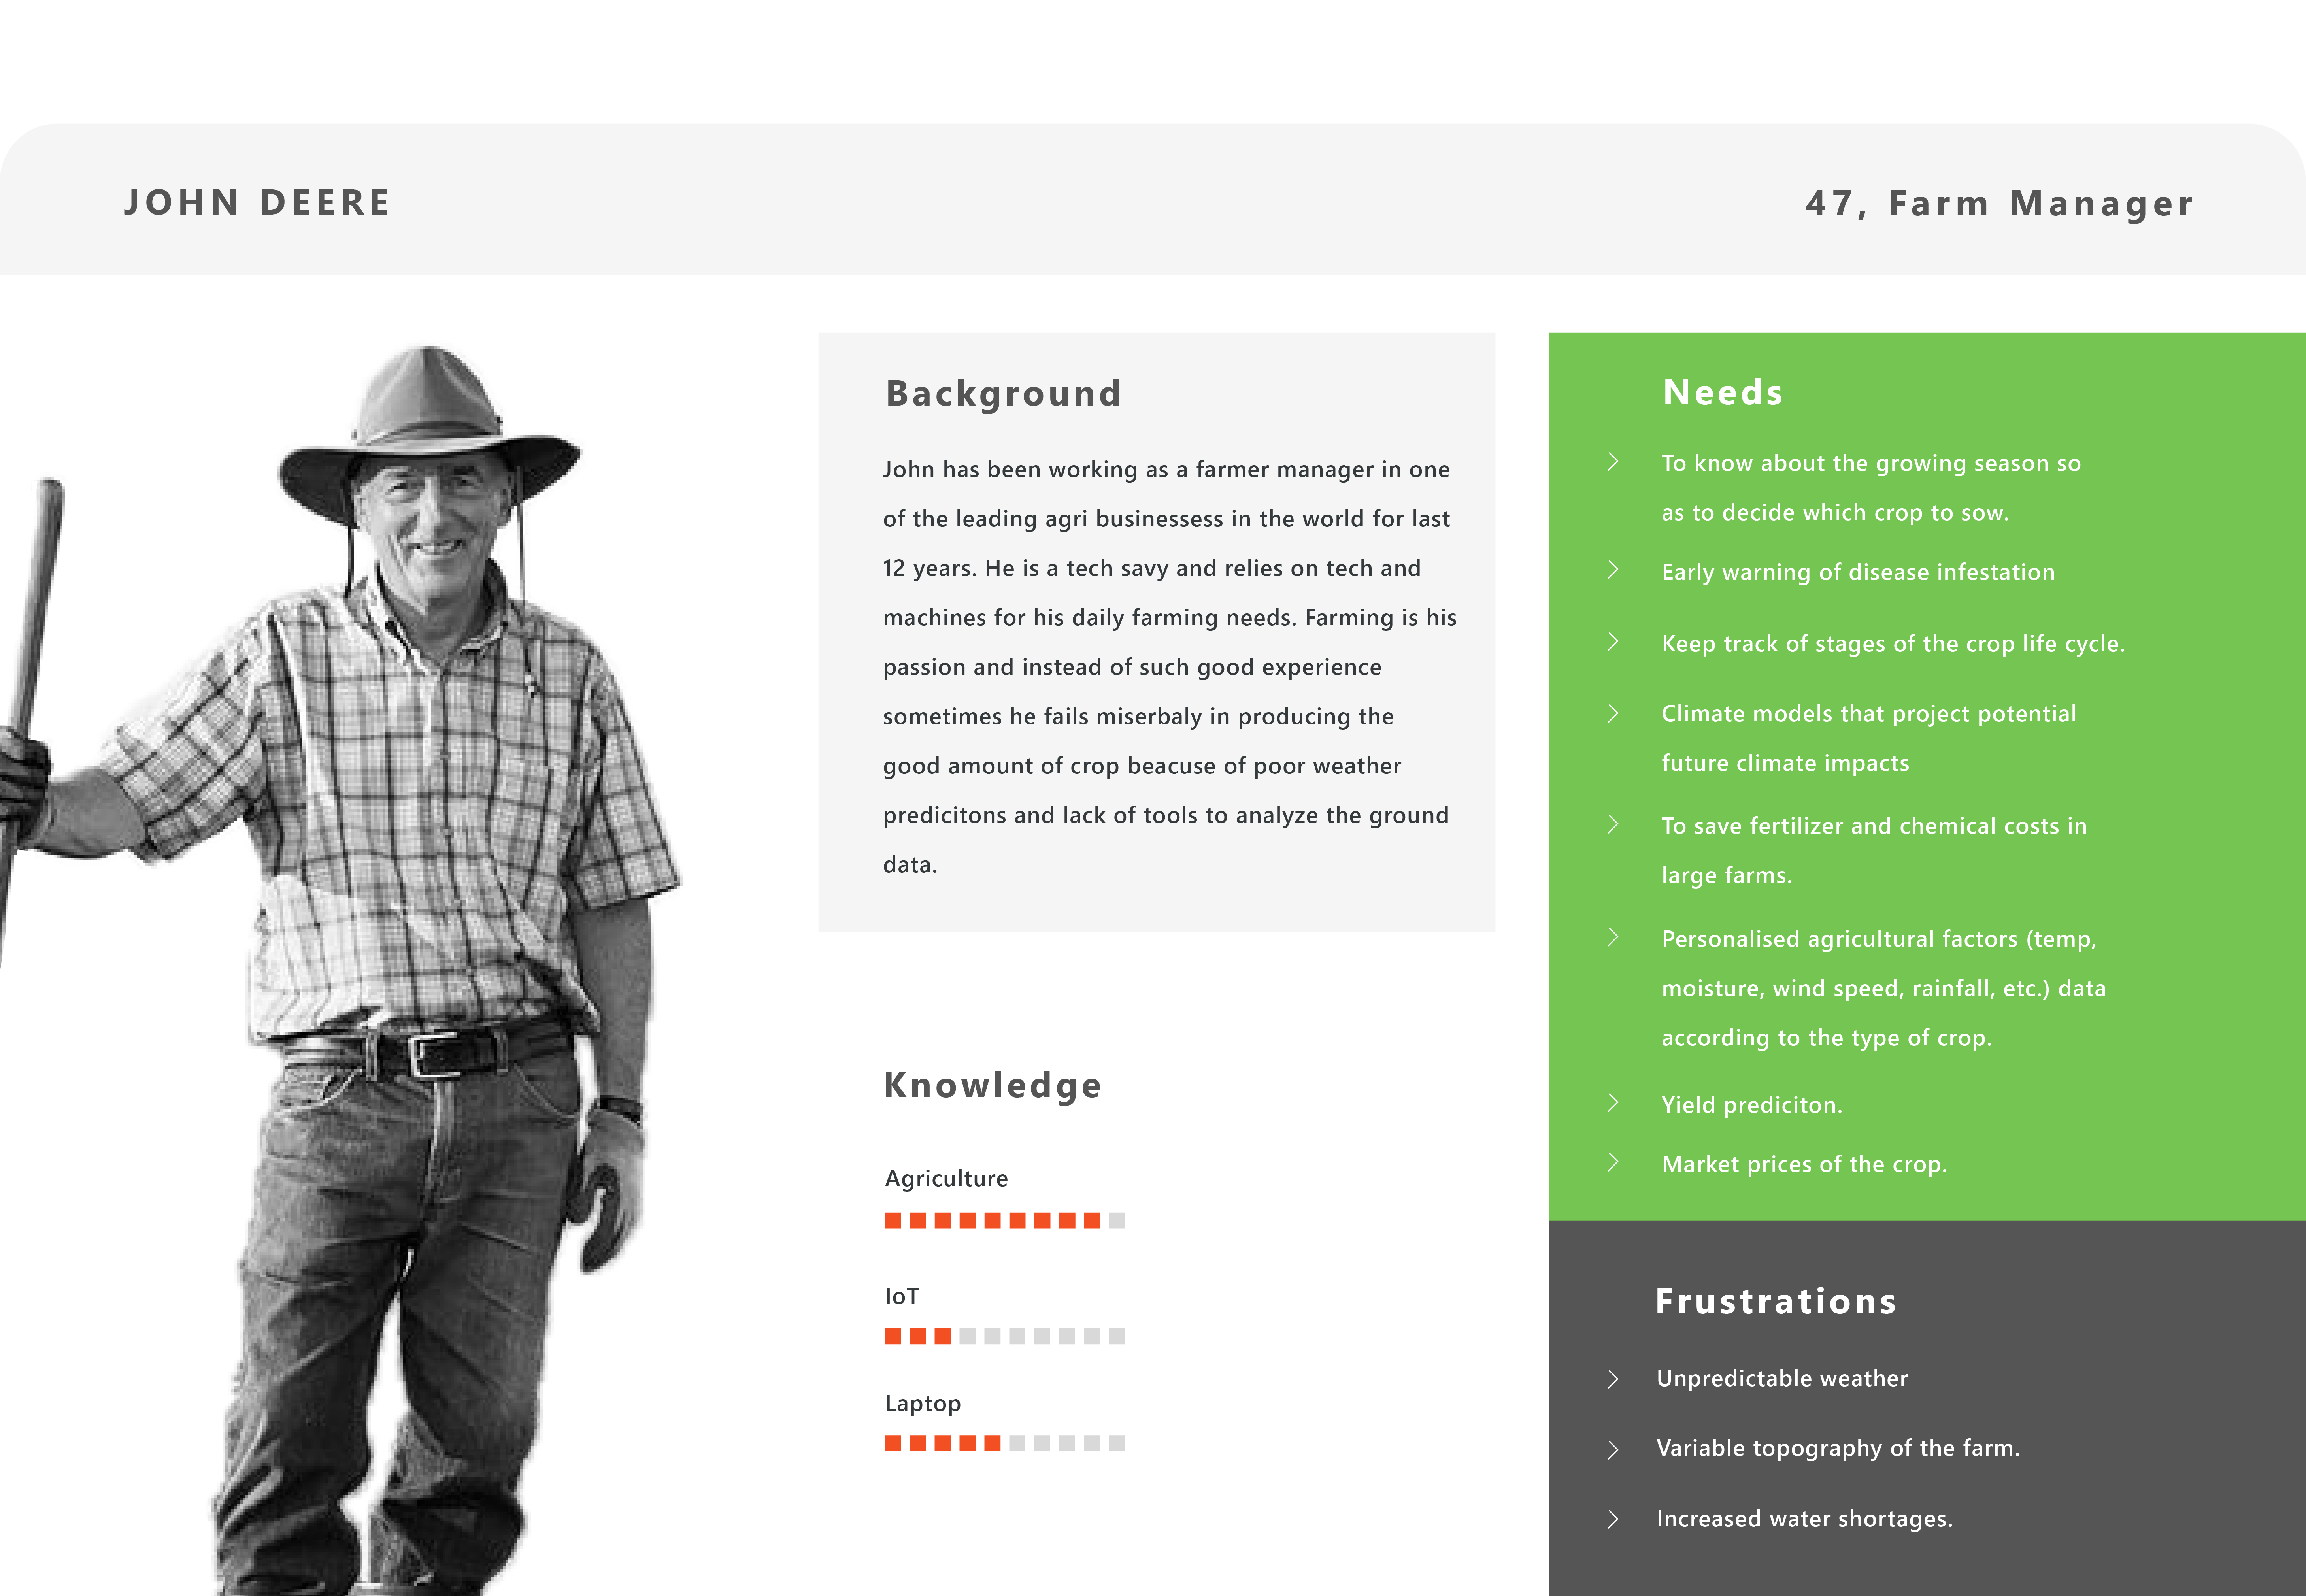 JOHN DEERE
47, Farm Manager
Background
John has been working as a farmer manager in one
of the leading agri businessess in the world for last
12 years. He is a tech savy and relies on tech and
machines for his daily farming needs. Farming is his
passion and instead of such good experience
sometimes he fails miserbaly in producing the
good amount of crop beacuse of poor weather
predicitons and lack of tools to analyze the ground
data.
Knowledge
Agriculture
IoT
Laptop
Needs
To know about the growing season so
as to decide which crop to sow.
Early warning of disease infestation
Keep track of stages of the crop life cycle.
Climate models that project potential
future climate impacts
To save fertilizer and chemical costs in
large farms.
Personalised agricultural factors (temp,
moisture, wind speed, rainfall, etc.) data
according to the type of crop.
Yield prediciton.
Market prices of the crop.
Frustrations
Unpredictable weather
Variable topography of the farm.
Increased water shortages.